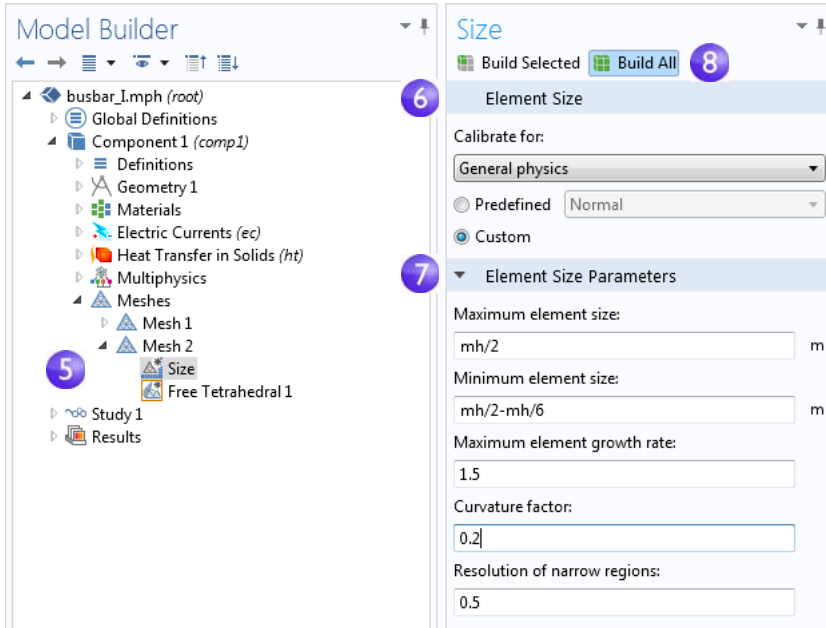 Model Builder
busbar_I.mph (root)
Global Definitions
Component 1 (comp1)
Definitions
Geometry 1
Materials
Electric Currents (ec)
Heat Transfer in Solids (ht)
Multiphysics
Meshes
Mesh 1
Mesh 2
5 Size
Free Tetrahedral 1
Study 1
Results
Size
Build Selected Build All 8
6 Element Size
Calibrate for:
General physics
Predefined Normal
Custom
7 Element Size Parameters
Maximum element size:
mh/2 m
Minimum element size:
mh/2-mh/6 m
Maximum element growth rate:
1.5
Curvature factor:
0.2
Resolution of narrow regions:
0.5